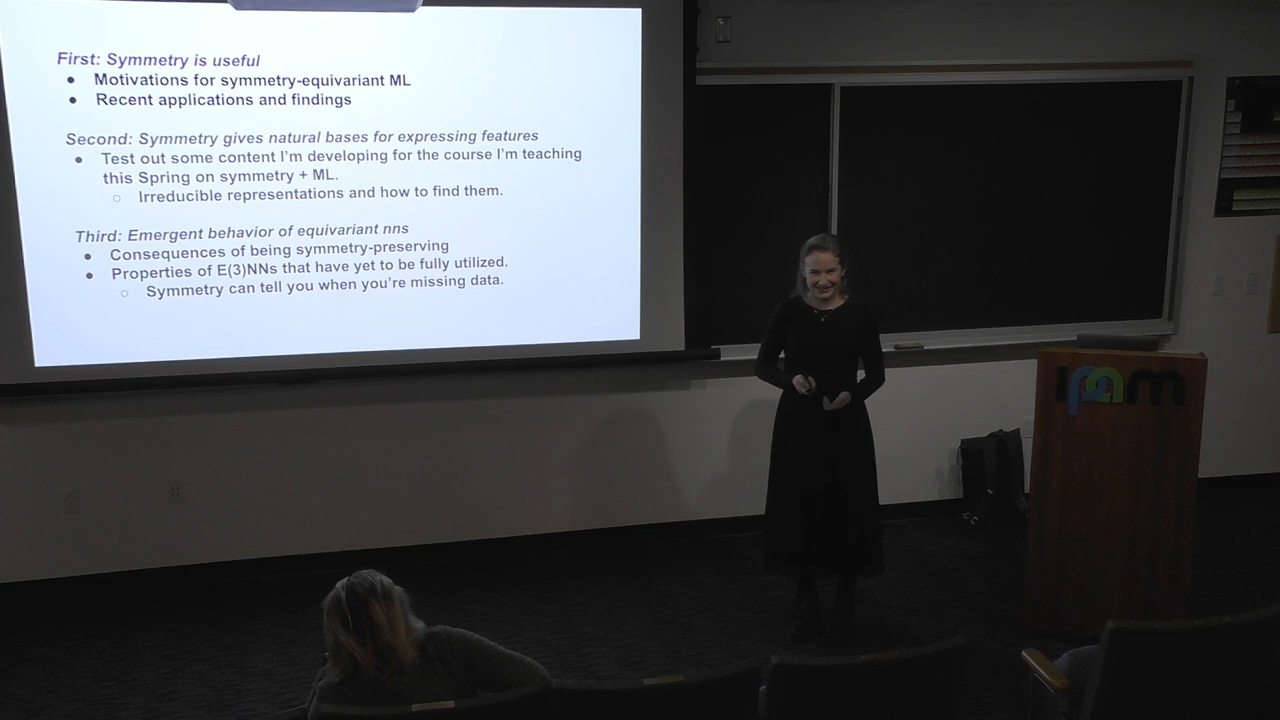 First: Symmetry is useful
● Motivations for symmetry-equivariant ML
● Recent applications and findings
Second: Symmetry gives natural bases for expressing features
● Test out some content I'm developing for the course I'm teaching
this Spring on symmetry + ML.
○ Irreducible representations and how to find them.
Third: Emergent behavior of equivariant nns
● Consequences of being symmetry-preserving
● Properties of E(3)NNs that have yet to be fully utilized.
○ Symmetry can tell you when you're missing data.
ipam